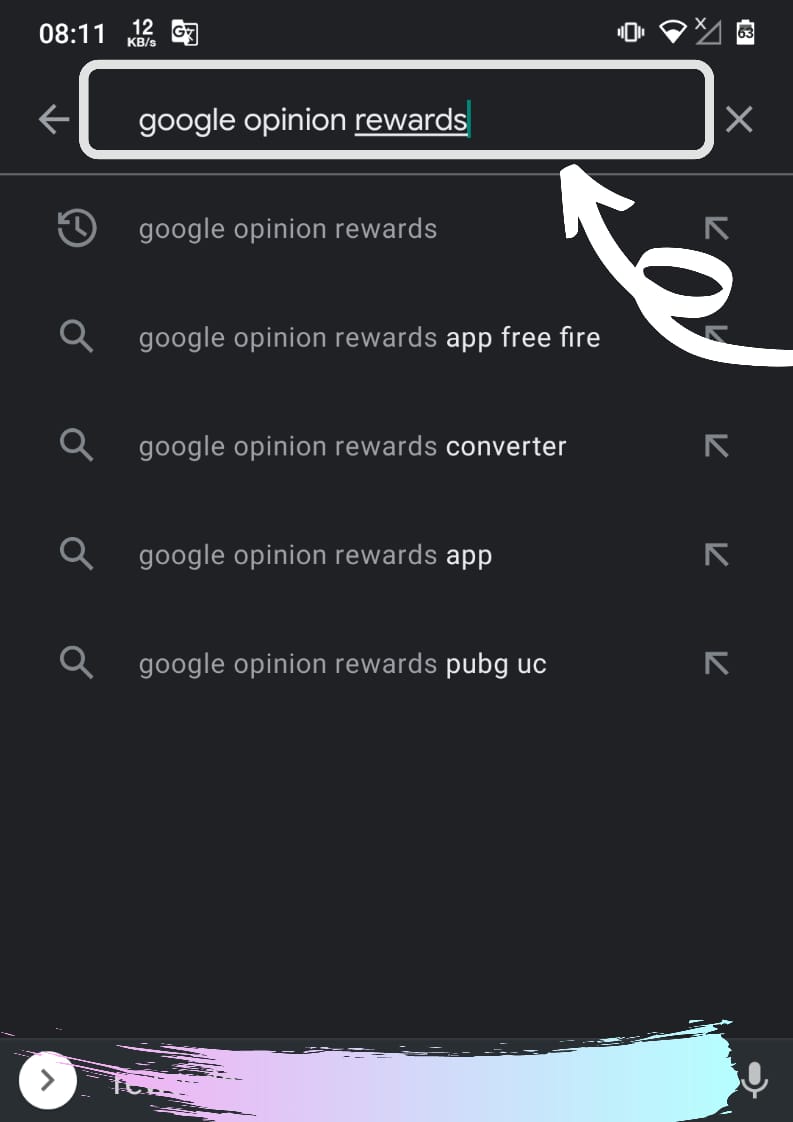 08:11 12 KB/s 63
google opinion rewards
google opinion rewards
google opinion rewards app free fire
google opinion rewards converter
google opinion rewards app
google opinion rewards pubg uc